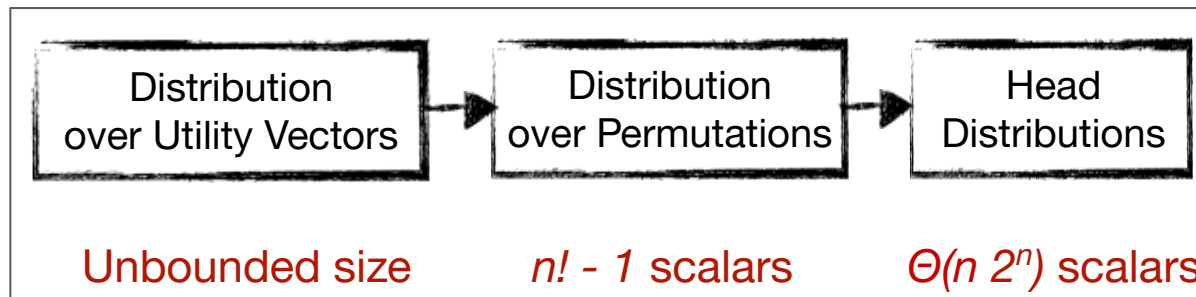 Distribution
over Utility Vectors
Distribution
over Permutations
Head
Distributions
Unbounded size
n! - 1 scalars
Θ(n 2ⁿ) scalars